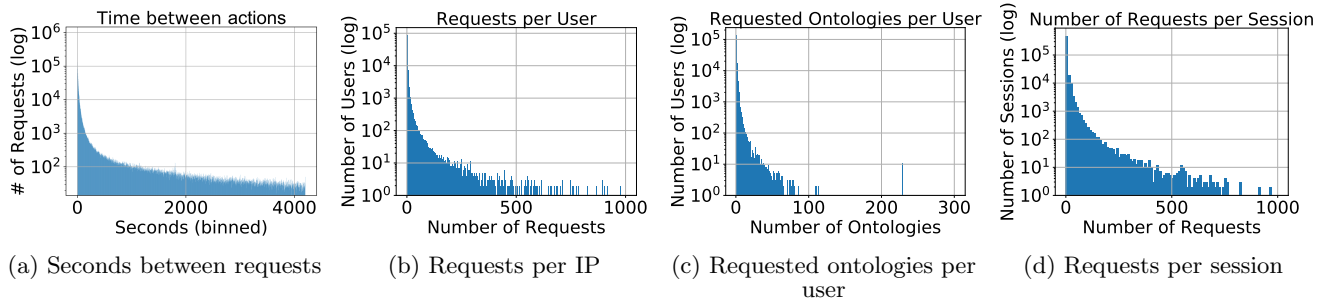 Time between actions
# of Requests (log)
10^6
10^5
10^4
10^3
10^2
0 2000 4000
Seconds (binned)
(a) Seconds between requests
Requests per User
Number of Users (log)
10^5
10^4
10^3
10^2
10^1
10^0
0 500 1000
Number of Requests
(b) Requests per IP
Requested Ontologies per User
Number of Users (log)
10^5
10^4
10^3
10^2
10^1
10^0
0 100 200 300
Number of Ontologies
(c) Requested ontologies per
user
Number of Requests per Session
Number of Sessions (log)
10^5
10^4
10^3
10^2
10^1
10^0
0 500 1000
Number of Requests
(d) Requests per session